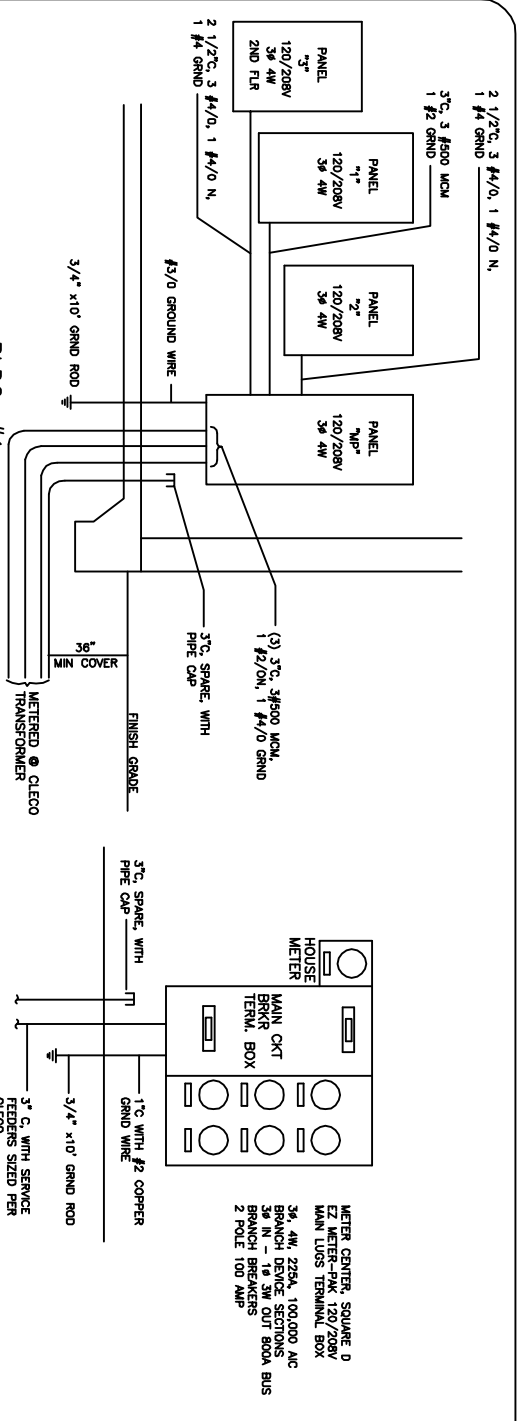 2 1/2"C, 3 #4/0, 1 #4/0 N,
1 #4 GRND
3"C, 3 #500 MCM
1 #2 GRND
2 1/2"C, 3 #4/0, 1 #4/0 N,
1 #4 GRND
PANEL
"3"
120/208V
3ø 4W
2ND FLR
PANEL
"1"
120/208V
3ø 4W
PANEL
"2"
120/208V
3ø 4W
PANEL
"MP"
120/208V
3ø 4W
#3/0 GROUND WIRE
3/4" x10' GRND ROD
(3) 3"C, 3#500 MCM,
1 #2/0N, 1 #4/0 GRND
3"C, SPARE, WITH
PIPE CAP
36"
MIN COVER
FINISH GRADE
METERED @ CLECO
TRANSFORMER
HOUSE
METER
MAIN CKT
BRKR
TERM. BOX
3"C, SPARE, WITH
PIPE CAP
1"C WITH #2 COPPER
GRND WIRE
3/4" x10' GRND ROD
3" C, WITH SERVICE
FEEDERS SIZED PER
METER CENTER, SQUARE D
EZ METER-PAK 120/208V
MAIN LUGS TERMINAL BOX
3ø, 4W, 225A, 100,000 AIC
BRANCH DEVICE SECTIONS
3ø IN - 1ø 3W OUT 800A BUS
BRANCH BREAKERS
2 POLE 100 AMP